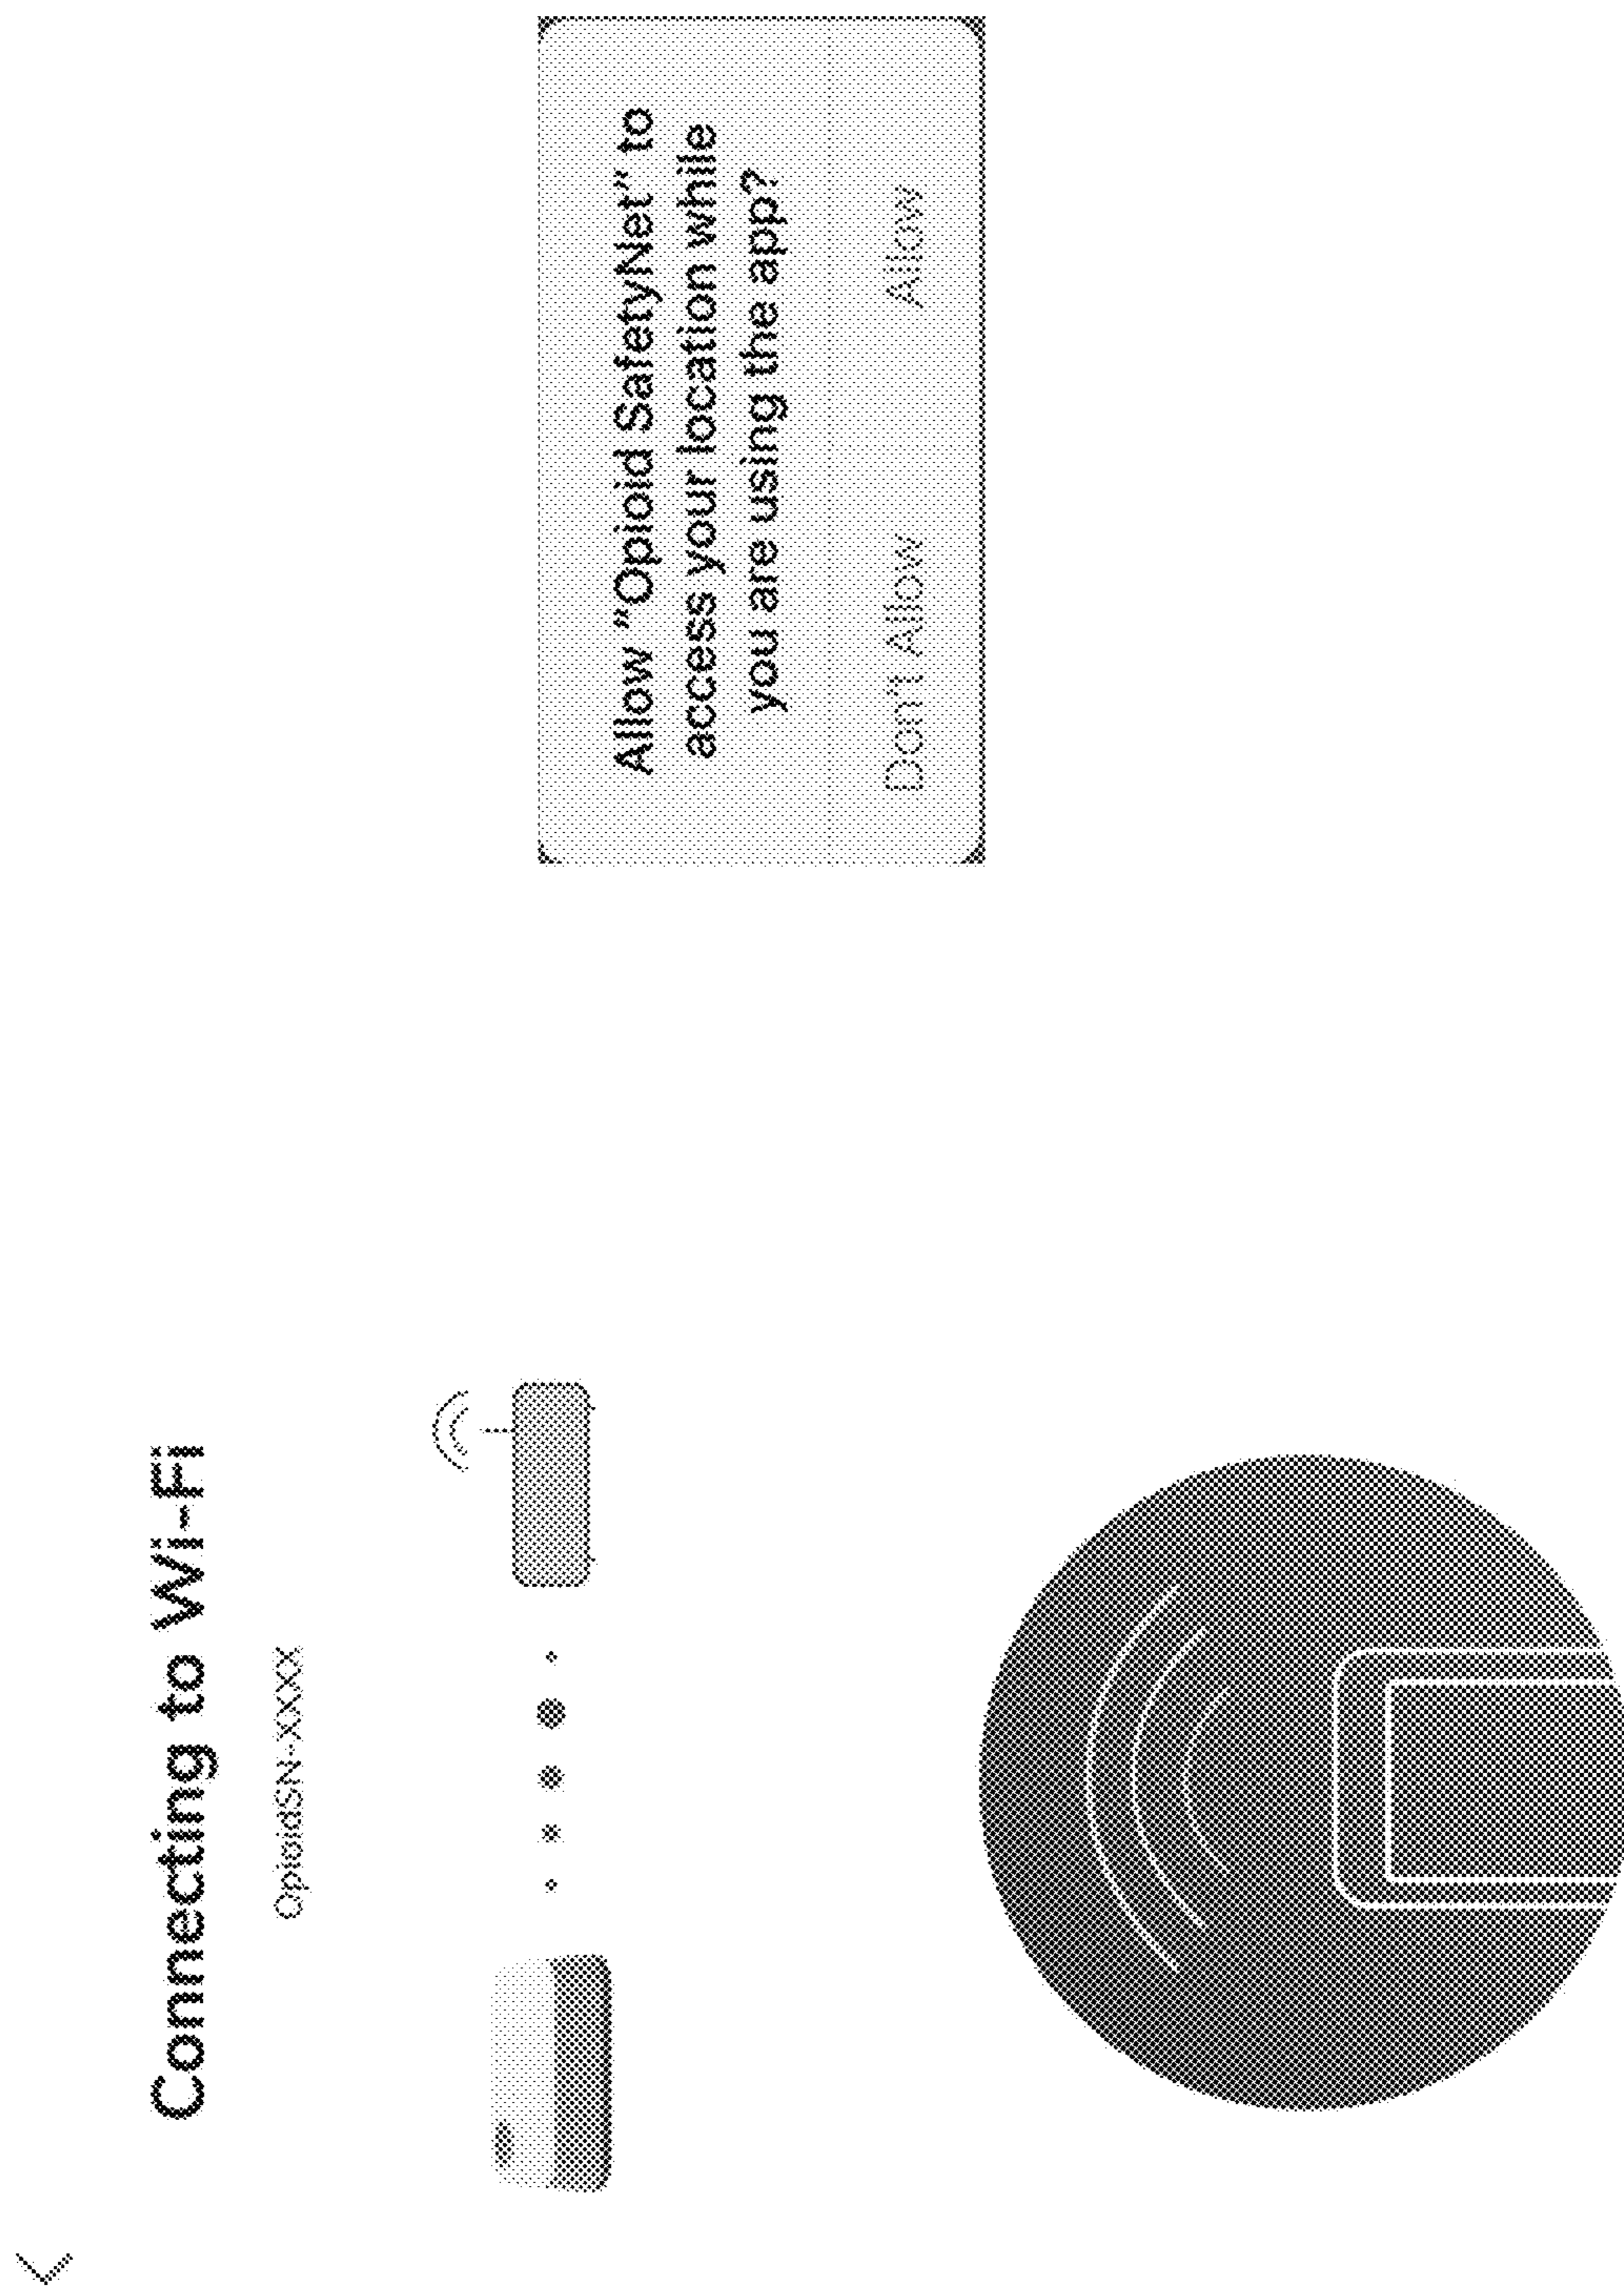 Connecting to Wi-Fi
OpioidSN-XXXX
Allow "Opioid SafetyNet" to
access your location while
you are using the app?
Don't Allow
Allow